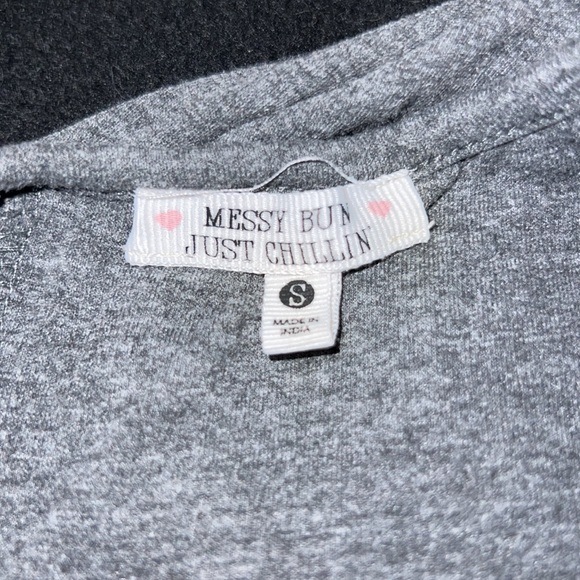 MESSY BUN
JUST CHILLIN'
S
MADE IN
INDIA